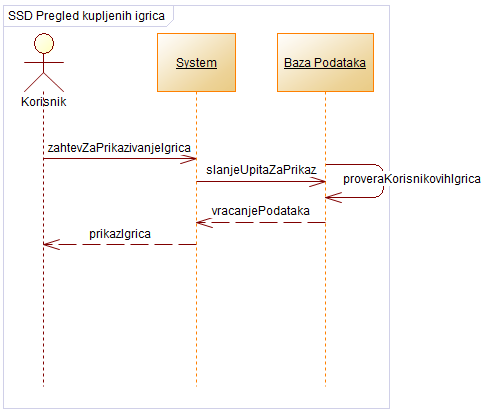 SSD Pregled kupljenih igrica
System
Baza Podataka
Korisnik
zahtevZaPrikazivanjeIgrica
slanjeUpitaZaPrikaz
proveraKorisnikovihIgrica
vracanjePodataka
prikazIgrica